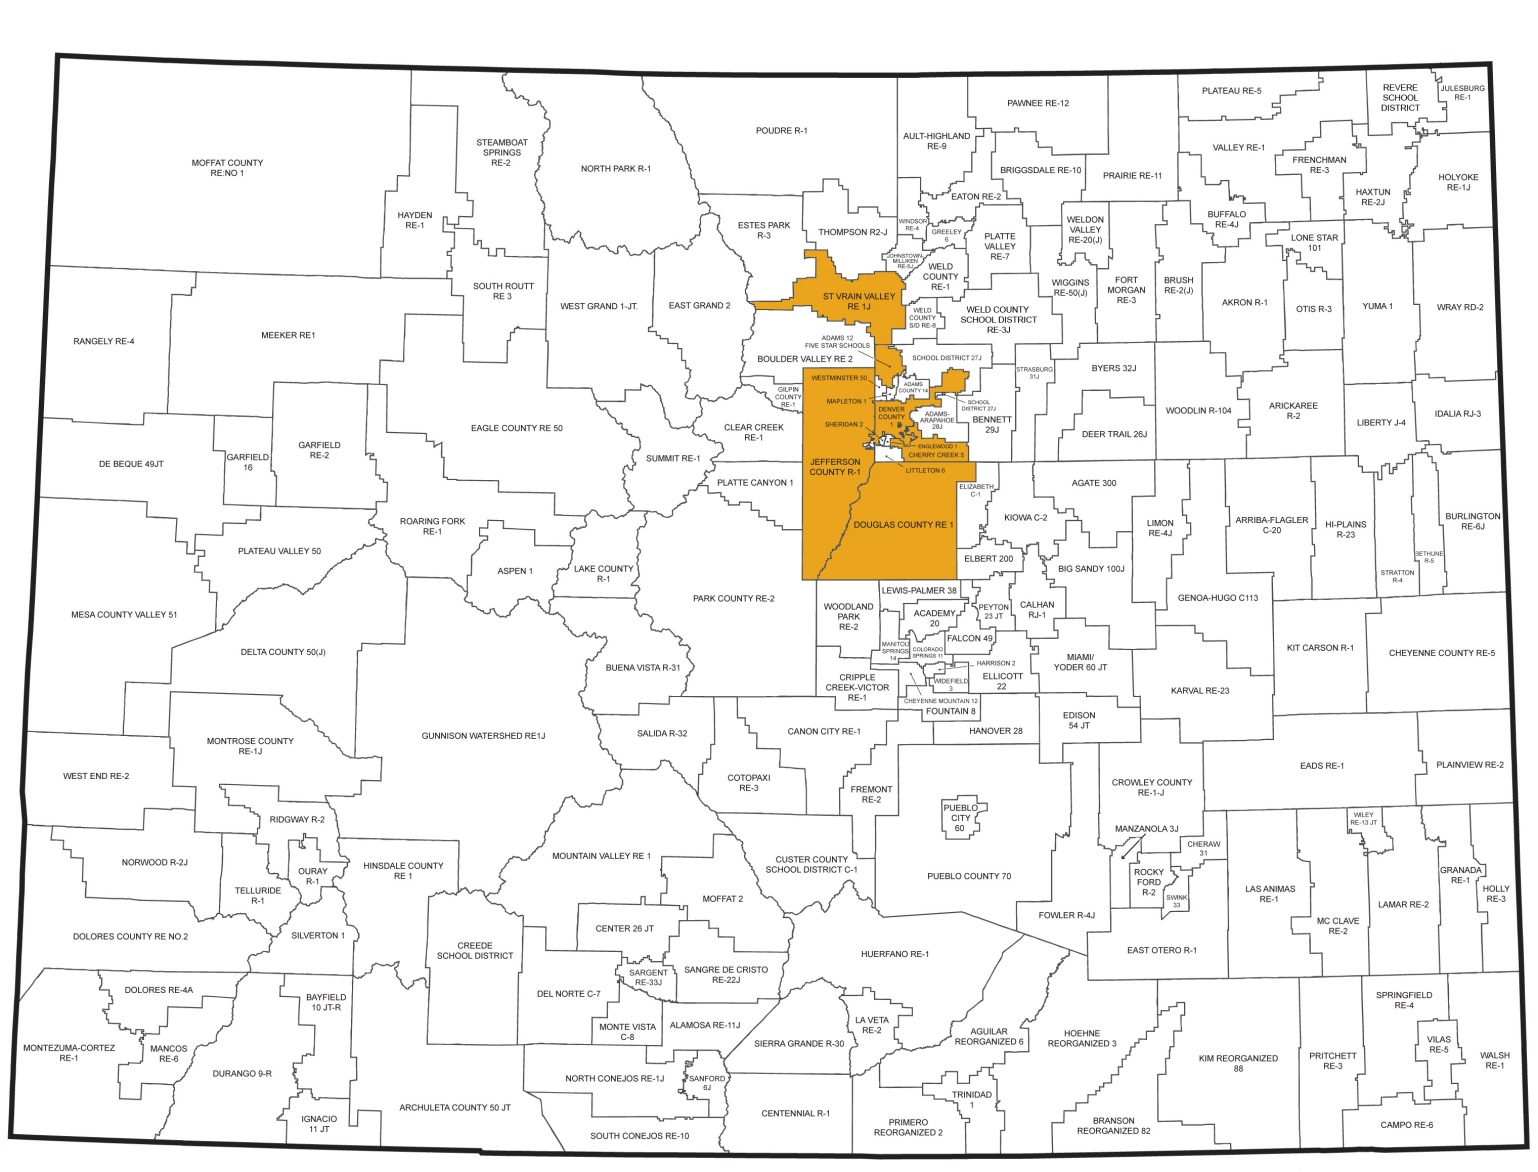 MOFFAT COUNTY
RE:NO 1
HAYDEN
RE-1
STEAMBOAT
SPRINGS
RE-2
NORTH PARK R-1
POUDRE R-1
AULT-HIGHLAND
RE-9
PAWNEE RE-12
BRIGGSDALE RE-10
PRAIRIE RE-11
PLATEAU RE-5
REVERE
SCHOOL
DISTRICT
JULESBURG
RE-1
VALLEY RE-1
FRENCHMAN
RE-3
HAXTUN
RE-2J
HOLYOKE
RE-1J
BUFFALO
RE-4J
LONE STAR
101
EATON RE-2
WINDSOR
RE-4
GREELEY
6
PLATTE
VALLEY
RE-7
WELDON
VALLEY
RE-20(J)
ESTES PARK
R-3
THOMPSON R2-J
JOHNSTOWN-
MILLIKEN
RE-5J
WELD
COUNTY
RE-1
WIGGINS
RE-50(J)
FORT
MORGAN
RE-3
BRUSH
RE-2(J)
AKRON R-1
OTIS R-3
YUMA 1
WRAY RD-2
RANGELY RE-4
MEEKER RE1
SOUTH ROUTT
RE 3
WEST GRAND 1-JT.
EAST GRAND 2
ST VRAIN VALLEY
RE 1J
WELD
COUNTY
S/D RE-8
WELD COUNTY
SCHOOL DISTRICT
RE-3J
ADAMS 12
FIVE STAR SCHOOLS
BOULDER VALLEY RE 2
SCHOOL DISTRICT 27J
WESTMINSTER 50
ADAMS
COUNTY 14
MAPLETON 1
SCHOOL
DISTRICT 27J
STRASBURG
31J
BYERS 32J
GILPIN
COUNTY
RE-1
DENVER
COUNTY
1
ADAMS-
ARAPAHOE
28J
BENNETT
29J
SHERIDAN 2
ENGLEWOOD 1
CHERRY CREEK 5
LITTLETON 6
DEER TRAIL 26J
WOODLIN R-104
ARICKAREE
R-2
LIBERTY J-4
IDALIA RJ-3
DE BEQUE 49JT
GARFIELD
16
GARFIELD
RE-2
EAGLE COUNTY RE 50
SUMMIT RE-1
CLEAR CREEK
RE-1
PLATTE CANYON 1
JEFFERSON
COUNTY R-1
DOUGLAS COUNTY RE 1
ELIZABETH
C-1
KIOWA C-2
AGATE 300
LIMON
RE-4J
ARRIBA-FLAGLER
C-20
HI-PLAINS
R-23
STRATTON
R-4
BETHUNE
R-5
BURLINGTON
RE-6J
ROARING FORK
RE-1
PLATEAU VALLEY 50
ASPEN 1
LAKE COUNTY
R-1
PARK COUNTY RE-2
ELBERT 200
BIG SANDY 100J
GENOA-HUGO C113
MESA COUNTY VALLEY 51
DELTA COUNTY 50(J)
BUENA VISTA R-31
WOODLAND
PARK
RE-2
LEWIS-PALMER 38
ACADEMY
20
PEYTON
23 JT
CALHAN
RJ-1
MANITOU
SPRINGS
14
COLORADO
SPRINGS 11
FALCON 49
HARRISON 2
WIDEFIELD
3
ELLICOTT
22
MIAMI/
YODER 60 JT
KIT CARSON R-1
CHEYENNE COUNTY RE-5
KARVAL RE-23
CRIPPLE
CREEK-VICTOR
RE-1
CHEYENNE MOUNTAIN 12
FOUNTAIN 8
HANOVER 28
EDISON
54 JT
MONTROSE COUNTY
RE-1J
GUNNISON WATERSHED RE1J
SALIDA R-32
CANON CITY RE-1
COTOPAXI
RE-3
FREMONT
RE-2
PUEBLO
CITY
60
CROWLEY COUNTY
RE-1-J
EADS RE-1
PLAINVIEW RE-2
WEST END RE-2
RIDGWAY R-2
NORWOOD R-2J
TELLURIDE
R-1
OURAY
R-1
HINSDALE COUNTY
RE 1
MOUNTAIN VALLEY RE 1
CUSTER COUNTY
SCHOOL DISTRICT C-1
PUEBLO COUNTY 70
MANZANOLA 3J
CHERAW
31
ROCKY
FORD
R-2
SWINK
33
FOWLER R-4J
EAST OTERO R-1
LAS ANIMAS
RE-1
WILEY
RE-13 JT
MC CLAVE
RE-2
LAMAR RE-2
GRANADA
RE-1
HOLLY
RE-3
DOLORES COUNTY RE NO.2
SILVERTON 1
CREEDE
SCHOOL DISTRICT
MOFFAT 2
CENTER 26 JT
SARGENT
RE-33J
SANGRE DE CRISTO
RE-22J
HUERFANO RE-1
DOLORES RE-4A
BAYFIELD
10 JT-R
DEL NORTE C-7
MONTE VISTA
C-8
ALAMOSA RE-11J
SIERRA GRANDE R-30
LA VETA
RE-2
AGUILAR
REORGANIZED 6
HOEHNE
REORGANIZED 3
KIM REORGANIZED
88
PRITCHETT
RE-3
SPRINGFIELD
RE-4
VILAS
RE-5
WALSH
RE-1
MONTEZUMA-CORTEZ
RE-1
MANCOS
RE-6
DURANGO 9-R
IGNACIO
11 JT
ARCHULETA COUNTY 50 JT
NORTH CONEJOS RE-1J
SANFORD
6J
SOUTH CONEJOS RE-10
CENTENNIAL R-1
PRIMERO
REORGANIZED 2
TRINIDAD
1
BRANSON
REORGANIZED 82
CAMPO RE-6